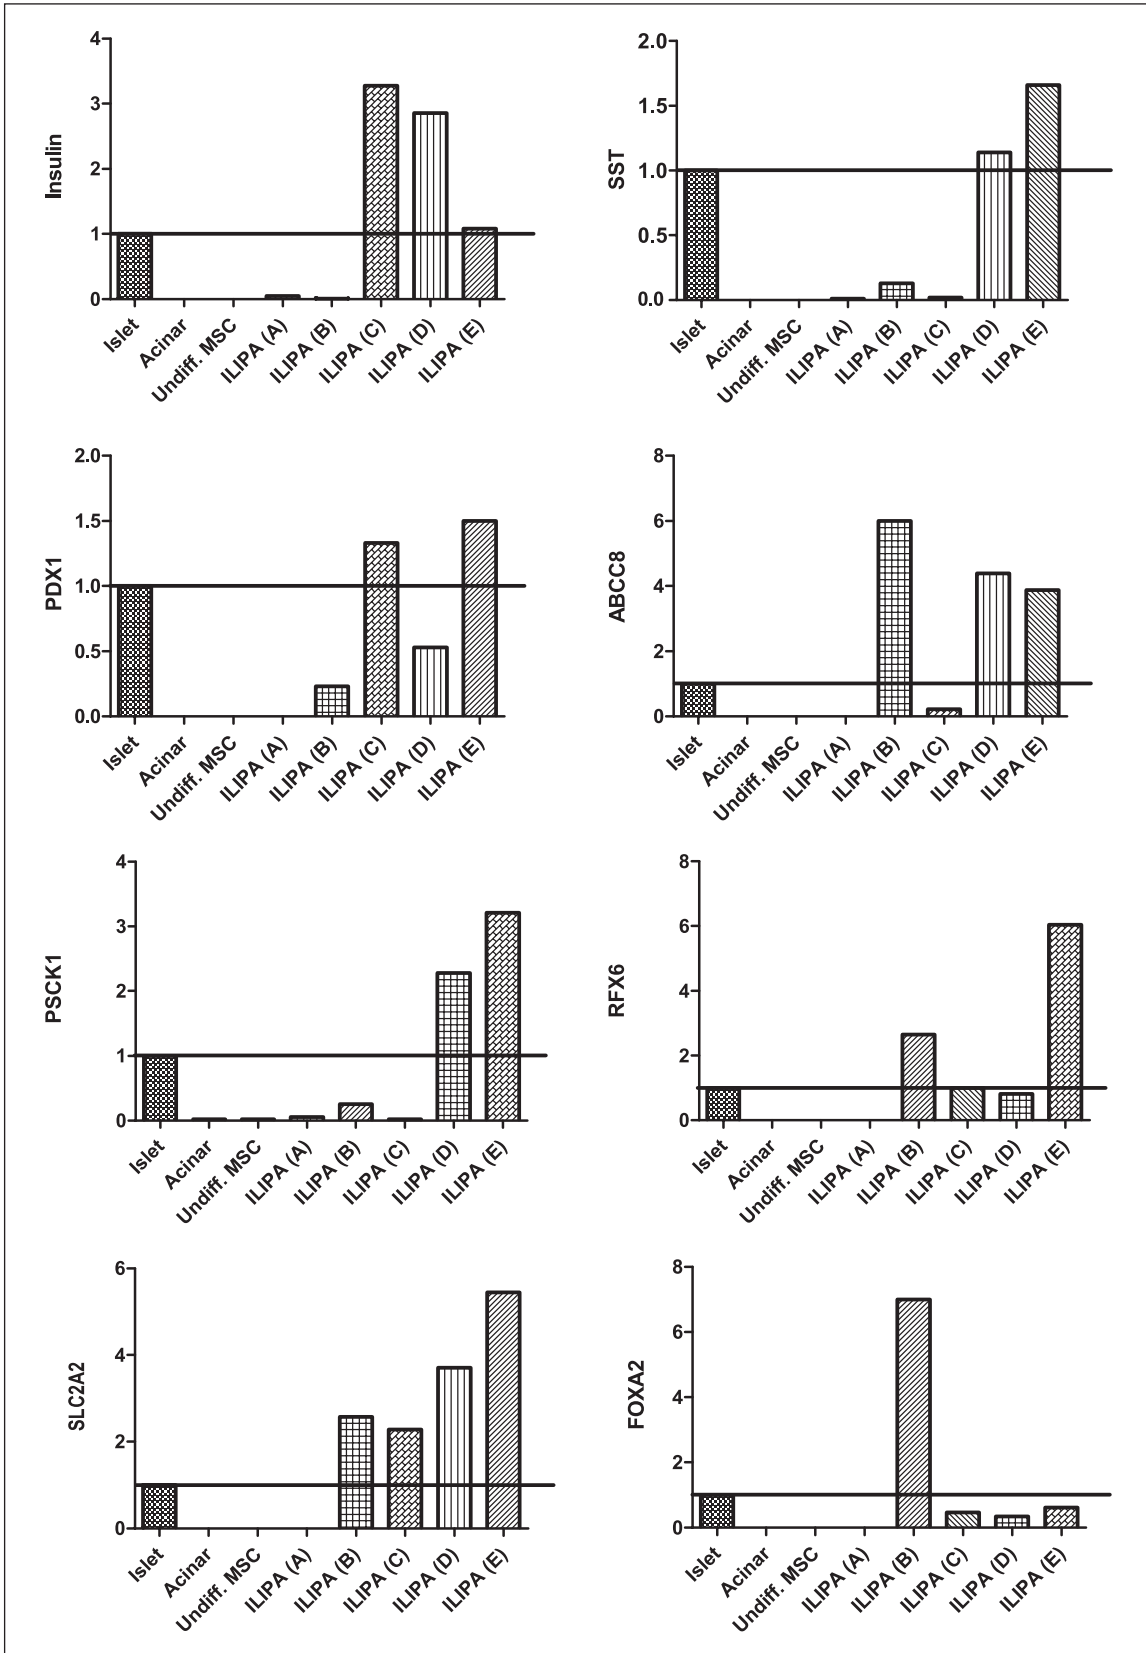 Insulin
4
3
2
1
0
Islet
Acinar
Undiff. MSC
ILIPA (A)
ILIPA (B)
ILIPA (C)
ILIPA (D)
ILIPA (E)
SST
2.0
1.5
1.0
0.5
0.0
Islet
Acinar
Undiff. MSC
ILIPA (A)
ILIPA (B)
ILIPA (C)
ILIPA (D)
ILIPA (E)
PDX1
2.0
1.5
1.0
0.5
0.0
Islet
Acinar
Undiff. MSC
ILIPA (A)
ILIPA (B)
ILIPA (C)
ILIPA (D)
ILIPA (E)
ABCC8
8
6
4
2
0
Islet
Acinar
Undiff. MSC
ILIPA (A)
ILIPA (B)
ILIPA (C)
ILIPA (D)
ILIPA (E)
PSCK1
4
3
2
1
0
Islet
Acinar
Undiff. MSC
ILIPA (A)
ILIPA (B)
ILIPA (C)
ILIPA (D)
ILIPA (E)
RFX6
8
6
4
2
0
Islet
Acinar
Undiff. MSC
ILIPA (A)
ILIPA (B)
ILIPA (C)
ILIPA (D)
ILIPA (E)
SLC2A2
6
4
2
0
Islet
Acinar
Undiff. MSC
ILIPA (A)
ILIPA (B)
ILIPA (C)
ILIPA (D)
ILIPA (E)
FOXA2
8
6
4
2
0
Islet
Acinar
Undiff. MSC
ILIPA (A)
ILIPA (B)
ILIPA (C)
ILIPA (D)
ILIPA (E)